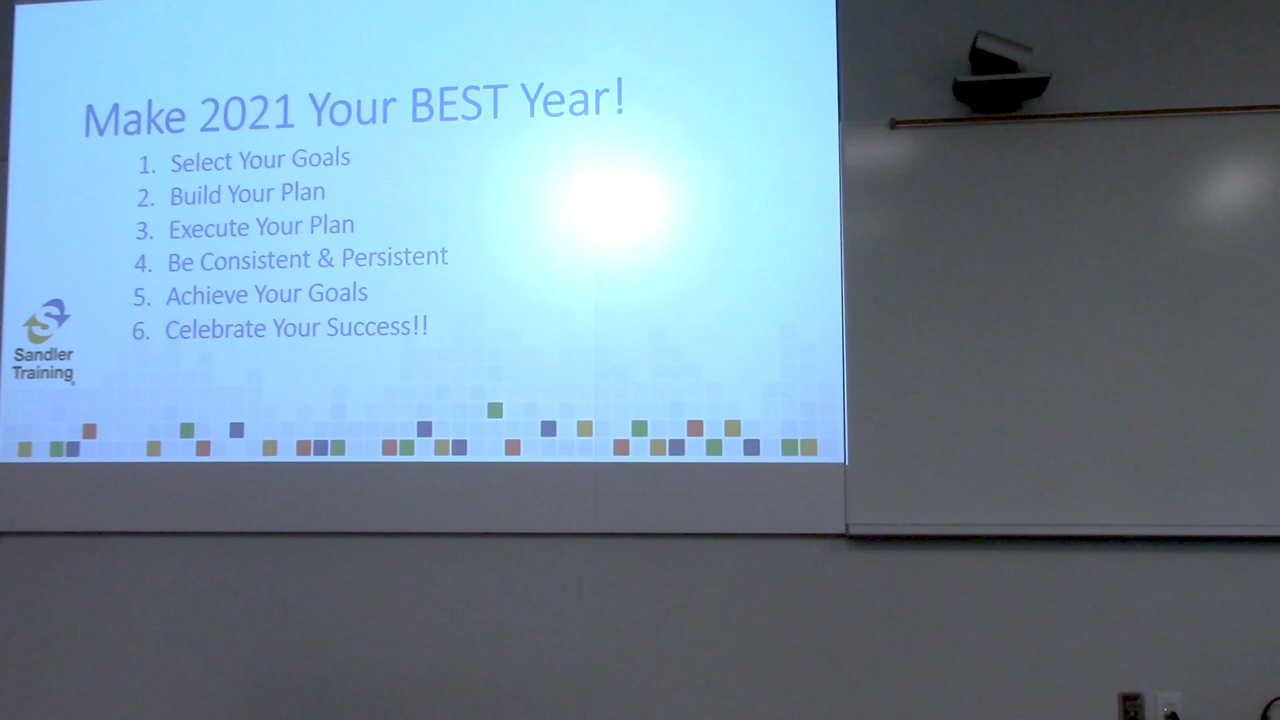 Make 2021 Your BEST Year!
1. Select Your Goals
2. Build Your Plan
3. Execute Your Plan
4. Be Consistent & Persistent
5. Achieve Your Goals
6. Celebrate Your Success!!
Sandler
Training